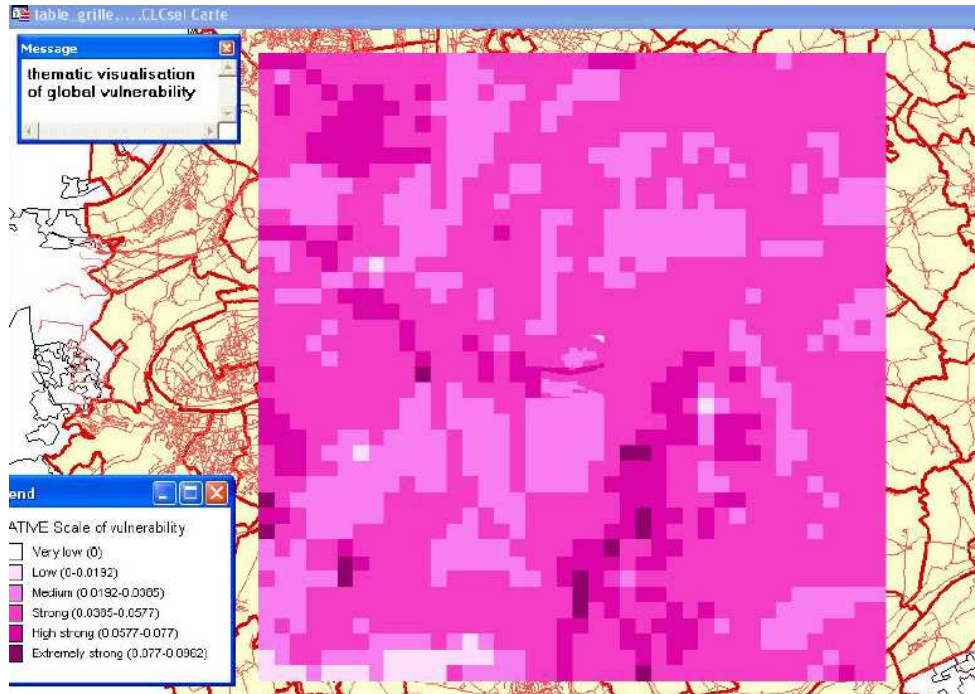 table_grille,.....CLCsel Carte
Message
thematic visualisation
of global vulnerability
end
ATIVE Scale of vulnerability
Very low (0)
Low (0-0.0192)
Medium (0.0192-0.0385)
Strong (0.0385-0.0577)
High strong (0.0577-0.077)
Extremely strong (0.077-0.0962)